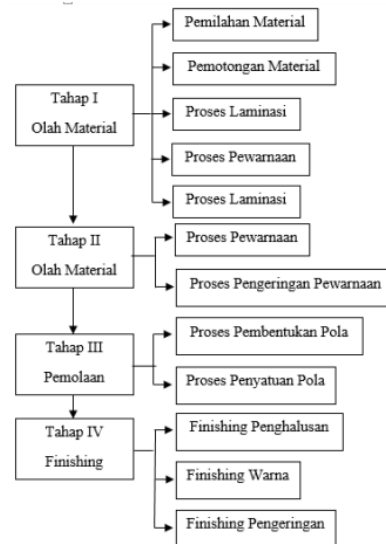 Tahap I
Olah Material
Pemilahan Material
Pemotongan Material
Proses Laminasi
Proses Pewarnaan
Proses Laminasi
Tahap II
Olah Material
Proses Pewarnaan
Proses Pengeringan Pewarnaan
Tahap III
Pemolaan
Proses Pembentukan Pola
Proses Penyatuan Pola
Tahap IV
Finishing
Finishing Penghalusan
Finishing Warna
Finishing Pengeringan